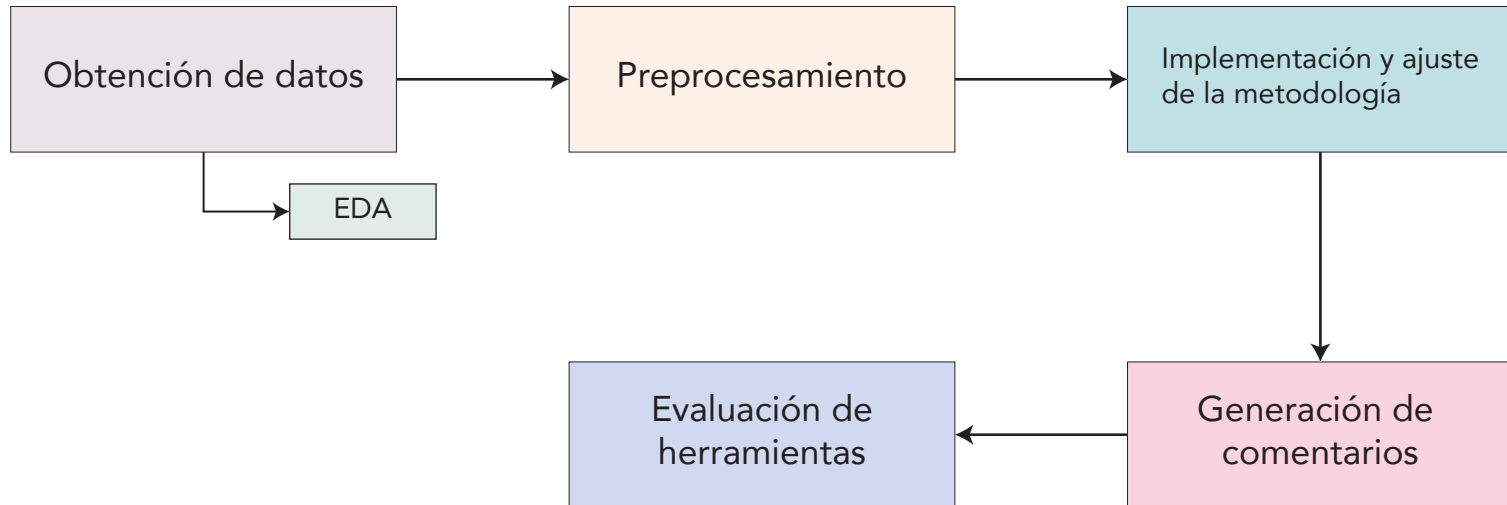 Obtención de datos
Preprocesamiento
Implementación y ajuste
de la metodología
EDA
Evaluación de
herramientas
Generación de
comentarios